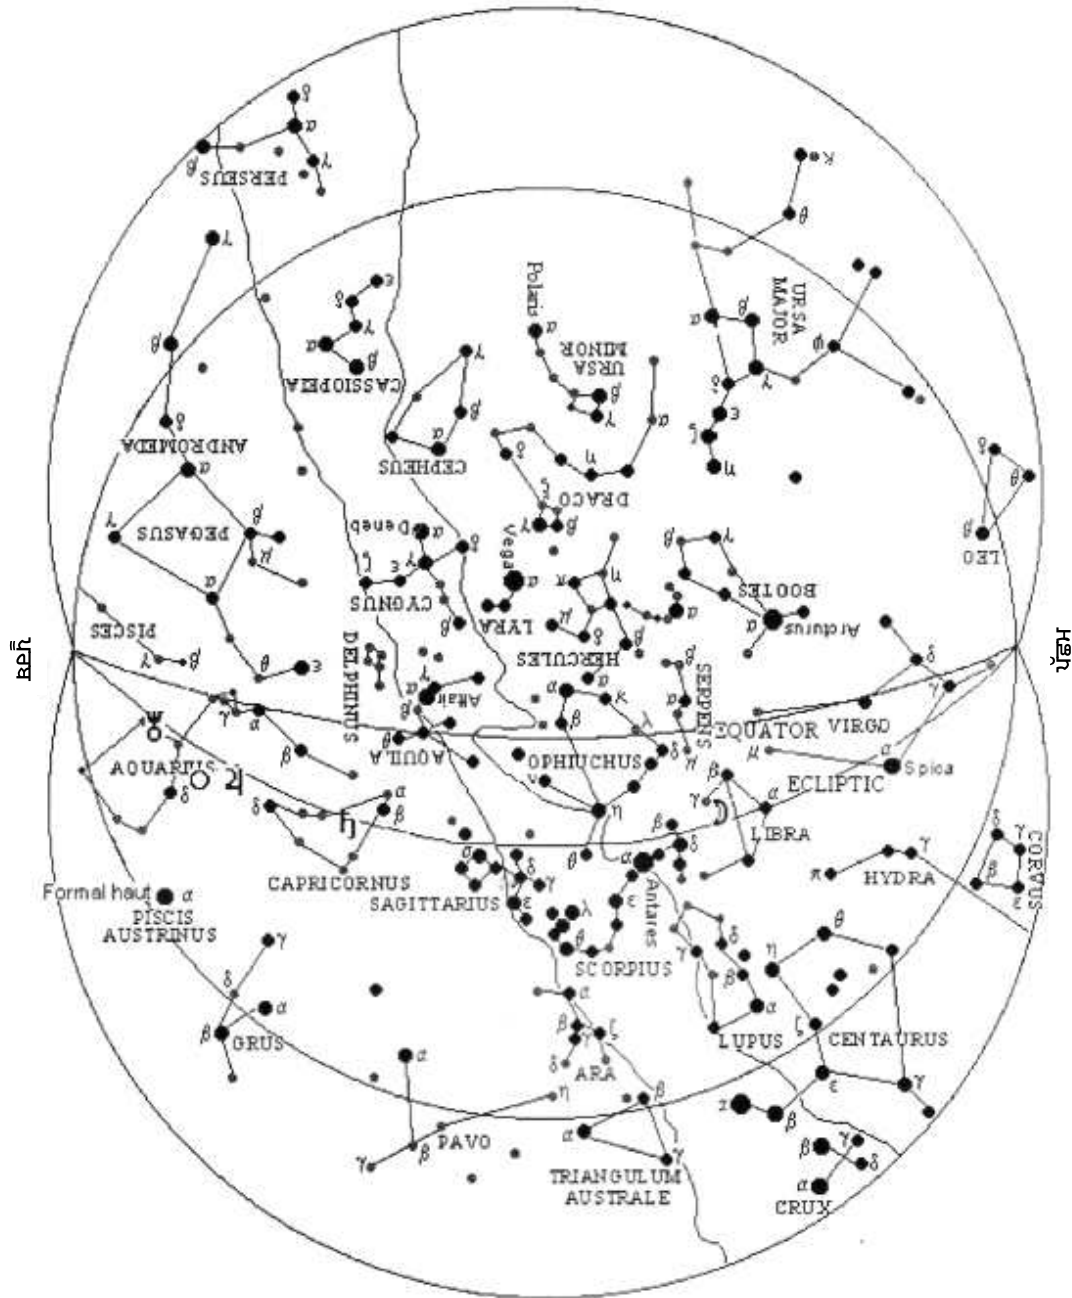 δ
α
β
γ
PERSEUS
κ
θ
γ
Polaris
α
ε
δ
γ
α
β
CASSIOPEIA
URSA
MAJOR
α
β
γ
δ
ε
ζ
η
φ
URSA
MINOR
β
γ
β
δ
ANDROMEDA
α
γ
β
α
CEPHEUS
α
η
δ
ζ
DRACO
γ
β
δ
θ
β
LEO
γ
PEGASUS
β
μ
α
θ
ε
Deneb
α
γ
δ
ε
ζ
CYGNUS
Vega
α
LYRA
π
η
μ
δ
β
HERCULES
α
α
β
γ
BOOTES
α
Arcturus
PISCES
γ
β
DELPHINUS
γ
α
Altair
β
θ
AQUILA
α
κ
β
λ
δ
μ
OPHIUCHUS
ν
η
θ
β
α
SERPENS
EQUATOR
VIRGO
δ
γ
α
Spica
μ
ECLIPTIC
♅
γ
α
β
AQUARIUS
δ
♃
♄
α
β
δ
CAPRICORNUS
β
γ
α
LIBRA
β
δ
α
Antares
σ
δ
γ
ε
SAGITTARIUS
λ
θ
ε
SCORPIUS
π
γ
HYDRA
δ
γ
β
ε
CORVUS
Formal haut
α
PISCIS
AUSTRINUS
γ
δ
α
β
GRUS
δ
γ
β
α
LUPUS
θ
η
ζ
ε
γ
CENTAURUS
β
α
β
ζ
γ
δ
ARA
α
η
β
γ
PAVO
β
α
γ
TRIANGULUM
AUSTRALE
γ
β
δ
α
CRUX